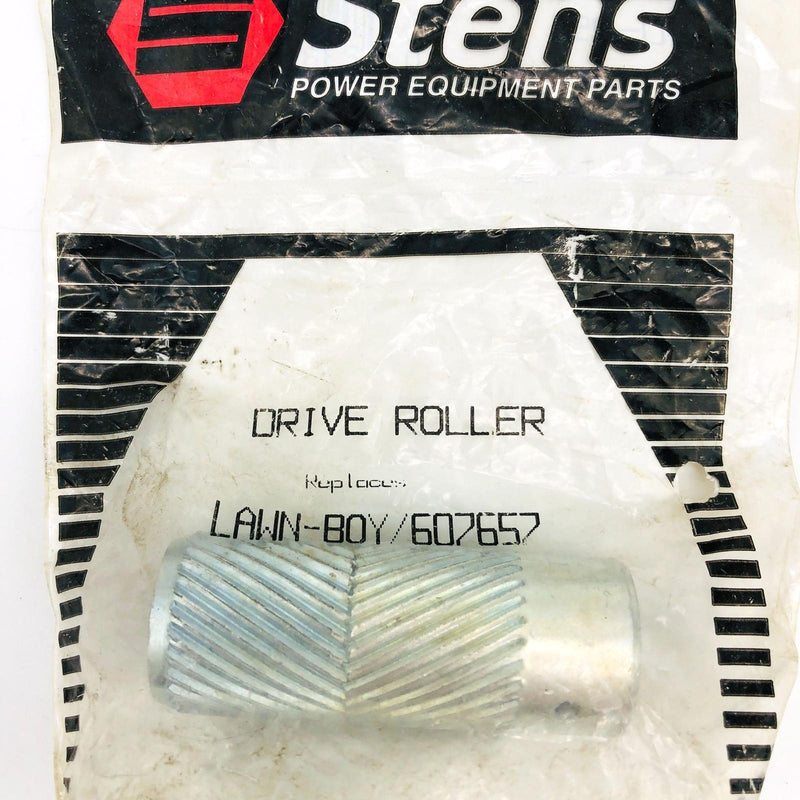 Stens
POWER EQUIPMENT PARTS
DRIVE ROLLER
Replaces
LAWN-BOY/607657